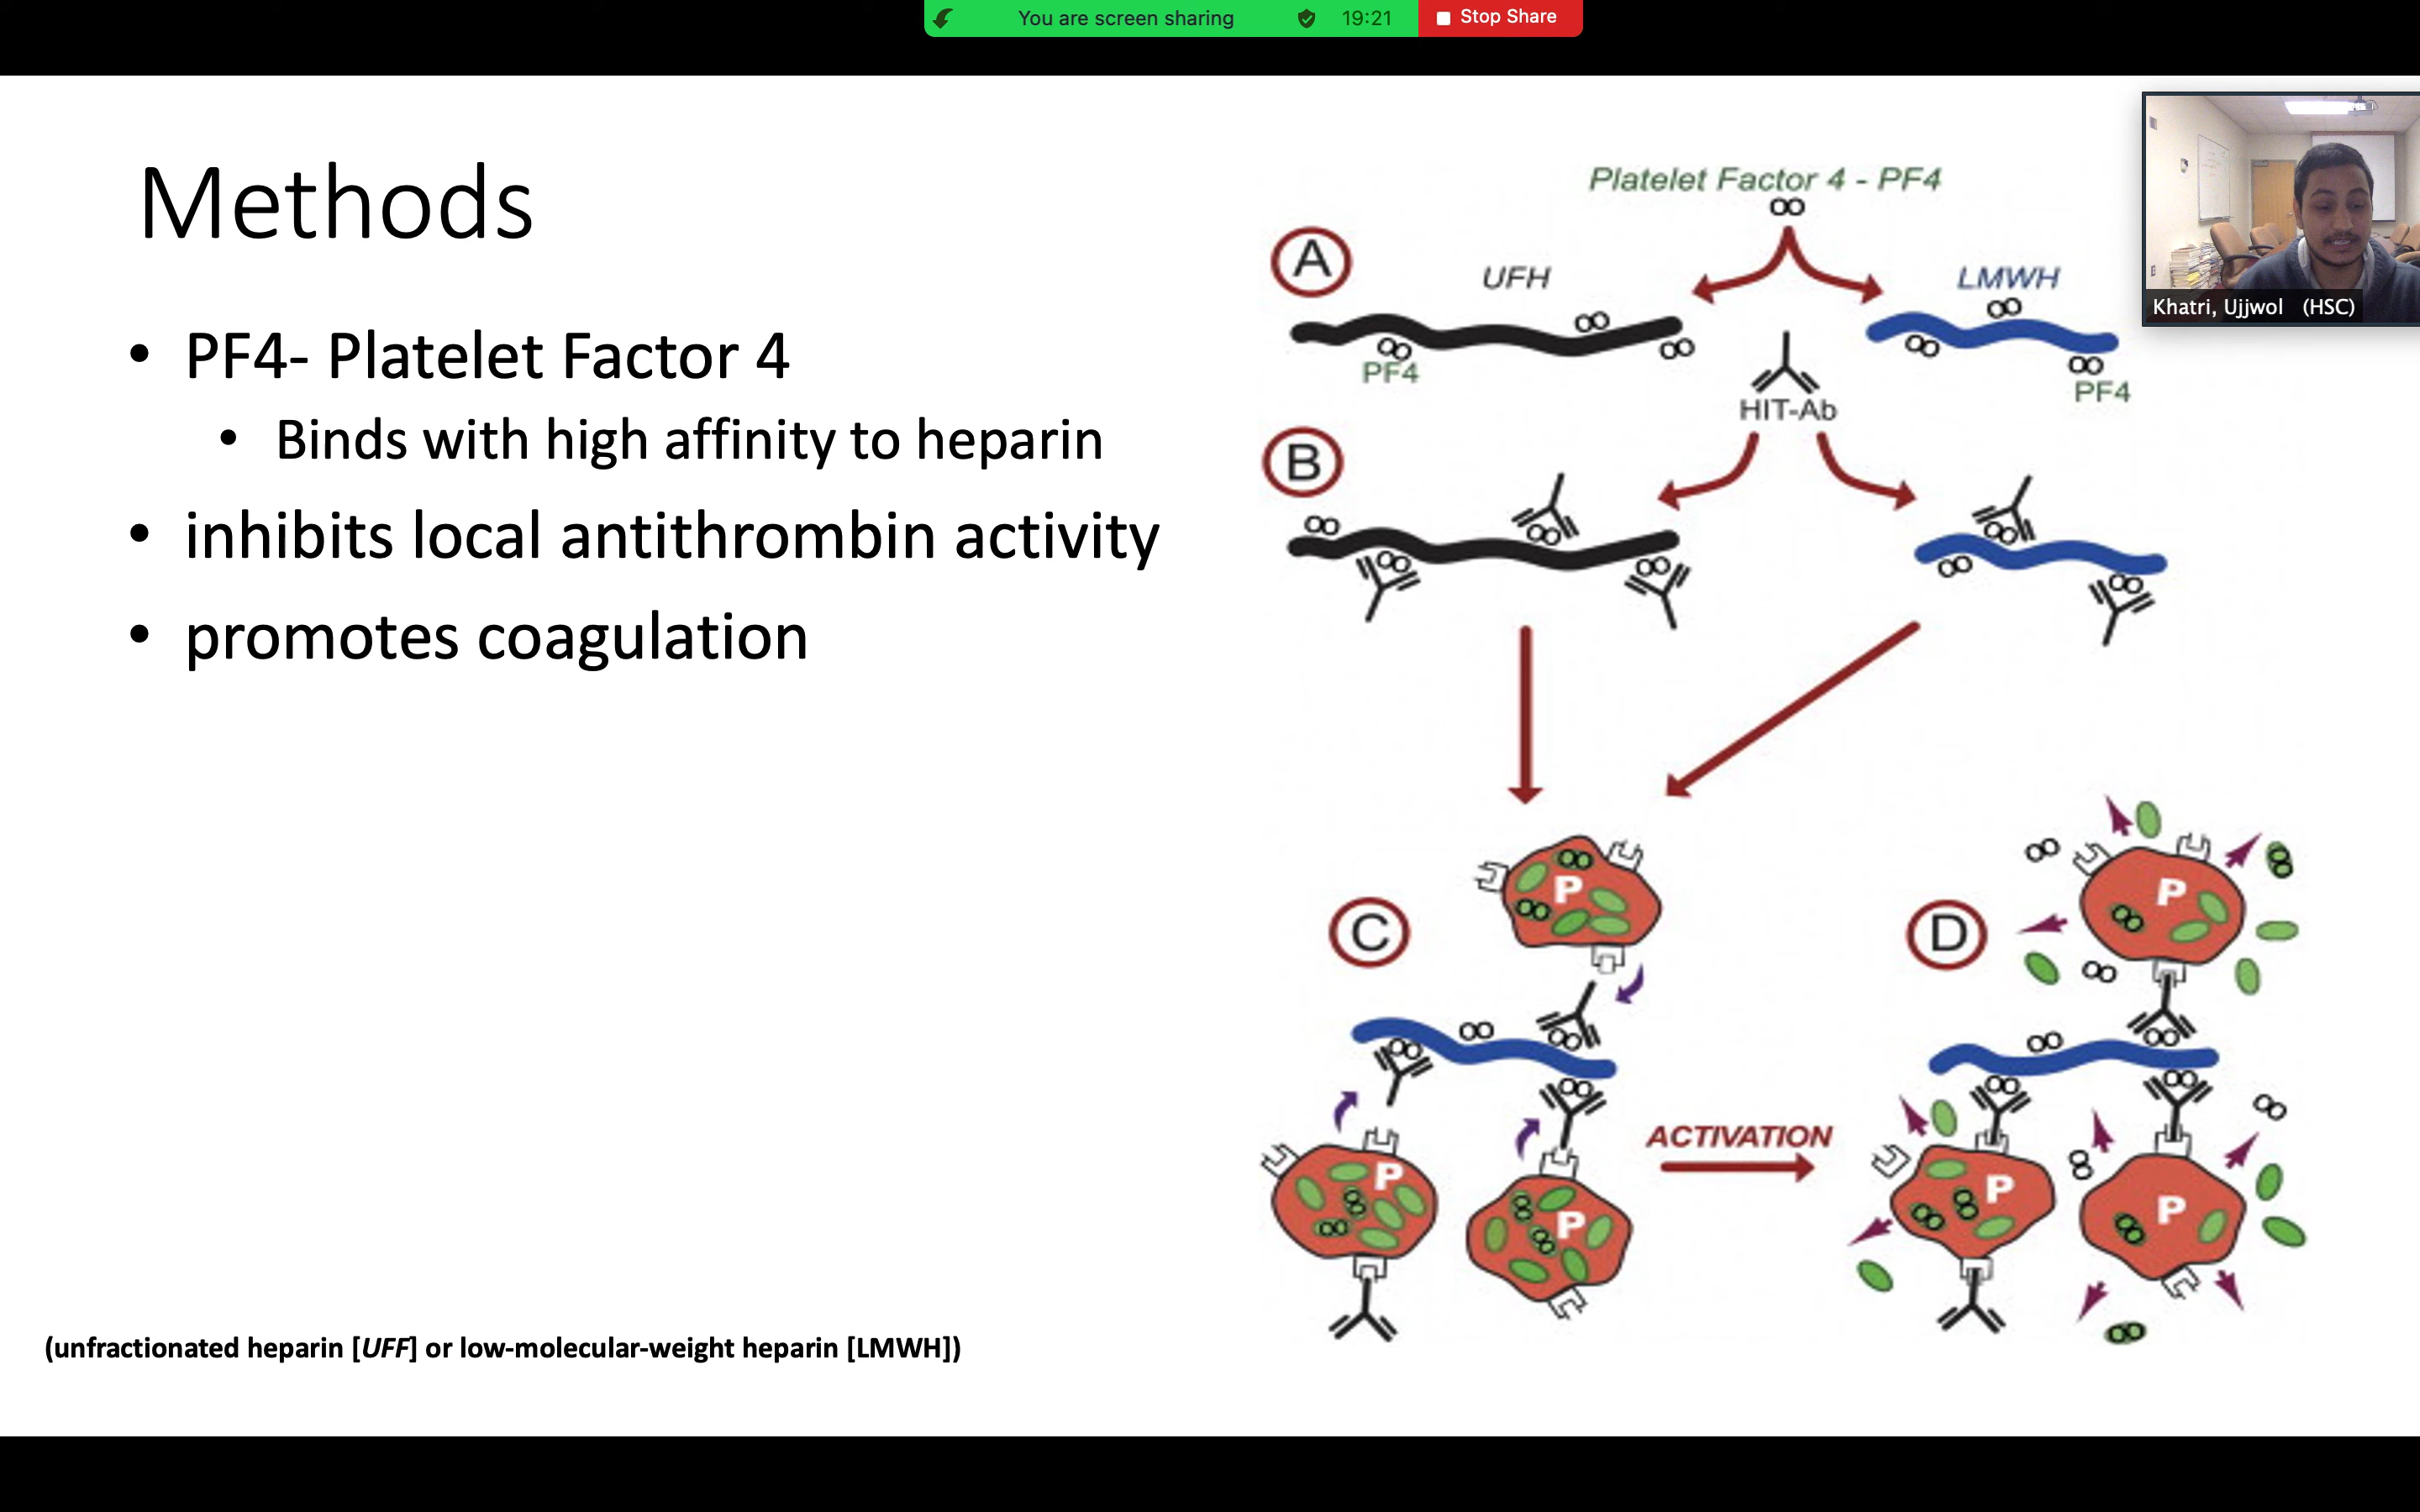 You are screen sharing 19:21 Stop Share
Methods
• PF4- Platelet Factor 4
• Binds with high affinity to heparin
• inhibits local antithrombin activity
• promotes coagulation
(unfractionated heparin [UFF] or low-molecular-weight heparin [LMWH])
Platelet Factor 4 - PF4
A
UFH
LMWH
PF4
PF4
HIT-Ab
B
P
C
P
P
ACTIVATION
D
P
P
P
Khatri, Ujjwol (HSC)